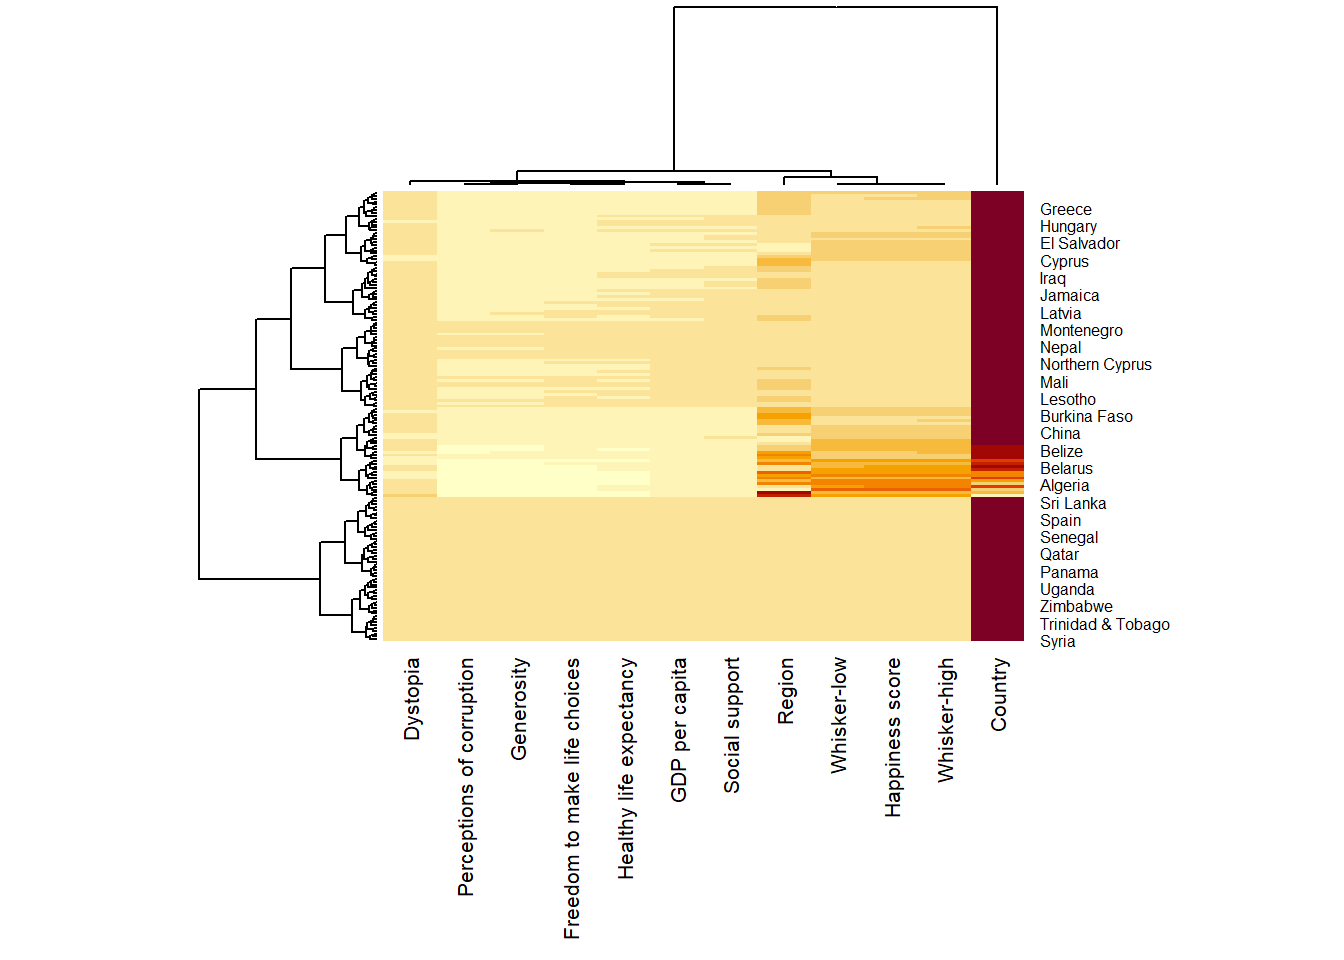 Greece
Hungary
El Salvador
Cyprus
Iraq
Jamaica
Latvia
Montenegro
Nepal
Northern Cyprus
Mali
Lesotho
Burkina Faso
China
Belize
Belarus
Algeria
Sri Lanka
Spain
Senegal
Qatar
Panama
Uganda
Zimbabwe
Trinidad & Tobago
Syria
Dystopia
Perceptions of corruption
Generosity
Freedom to make life choices
Healthy life expectancy
GDP per capita
Social support
Region
Whisker-low
Happiness score
Whisker-high
Country